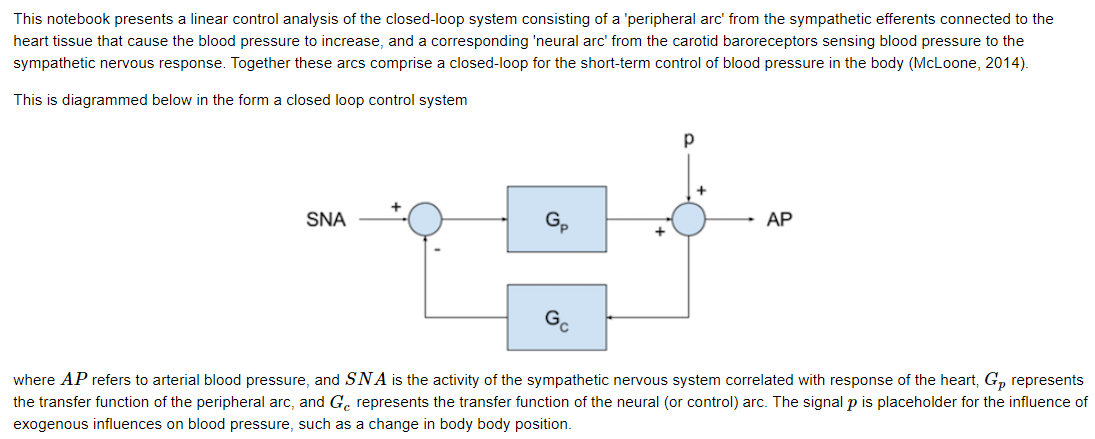 This notebook presents a linear control analysis of the closed-loop system consisting of a 'peripheral arc' from the sympathetic efferents connected to the
heart tissue that cause the blood pressure to increase, and a corresponding 'neural arc' from the carotid baroreceptors sensing blood pressure to the
sympathetic nervous response. Together these arcs comprise a closed-loop for the short-term control of blood pressure in the body (McLoone, 2014).
This is diagrammed below in the form a closed loop control system
p
+
+
SNA
Gₚ
AP
+
-
G_C
where AP refers to arterial blood pressure, and SNA is the activity of the sympathetic nervous system correlated with response of the heart, Gₚ represents
the transfer function of the peripheral arc, and G_c represents the transfer function of the neural (or control) arc. The signal p is placeholder for the influence of
exogenous influences on blood pressure, such as a change in body body position.